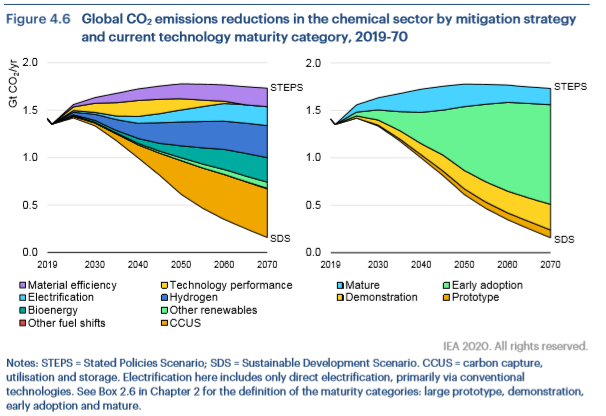 Figure 4.6 Global CO₂ emissions reductions in the chemical sector by mitigation strategy
and current technology maturity category, 2019-70
Gt CO₂/yr
2.0
1.5
1.0
0.5
0.0
2019 2030 2040 2050 2060 2070
STEPS
SDS
Material efficiency Technology performance
Electrification Hydrogen
Bioenergy Other renewables
Other fuel shifts CCUS
2.0
1.5
1.0
0.5
0.0
2019 2030 2040 2050 2060 2070
STEPS
SDS
Mature Early adoption
Demonstration Prototype
IEA 2020. All rights reserved.
Notes: STEPS = Stated Policies Scenario; SDS = Sustainable Development Scenario. CCUS = carbon capture,
utilisation and storage. Electrification here includes only direct electrification, primarily via conventional
technologies. See Box 2.6 in Chapter 2 for the definition of the maturity categories: large prototype, demonstration,
early adoption and mature.